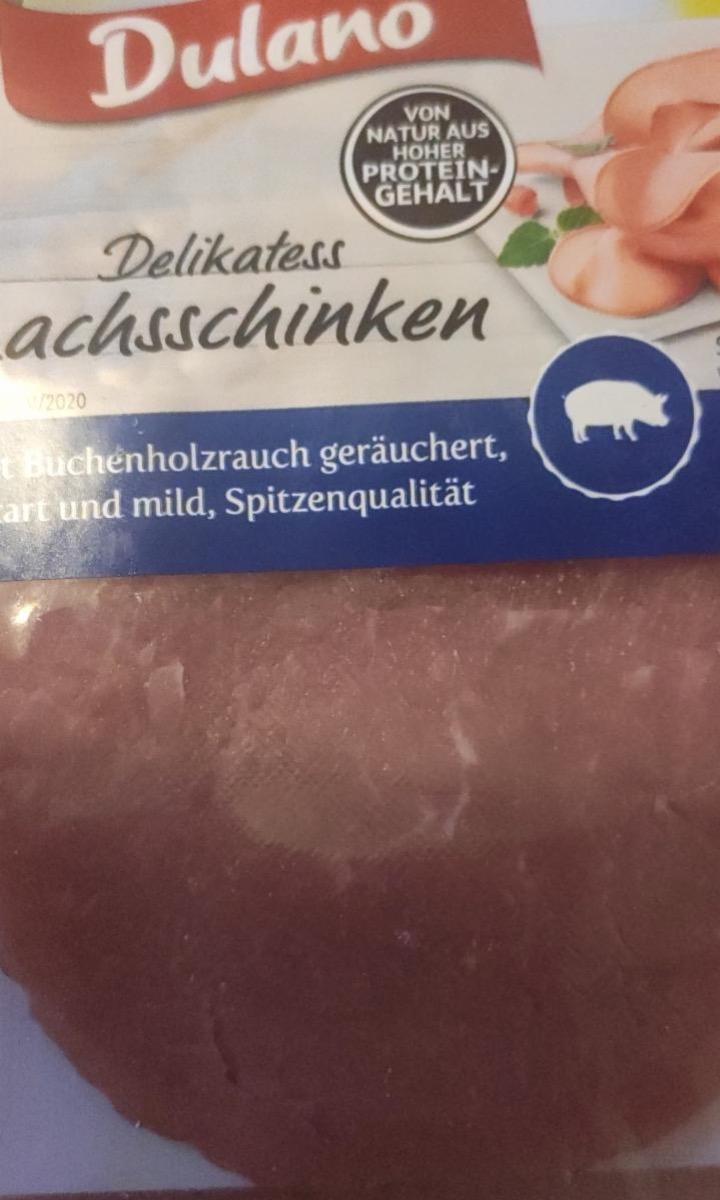 Dulano
VON
NATUR AUS
HOHER
PROTEIN-
GEHALT
Delikatess
achsschinken
/2020
t Buchenholzrauch geräuchert,
art und mild, Spitzenqualität